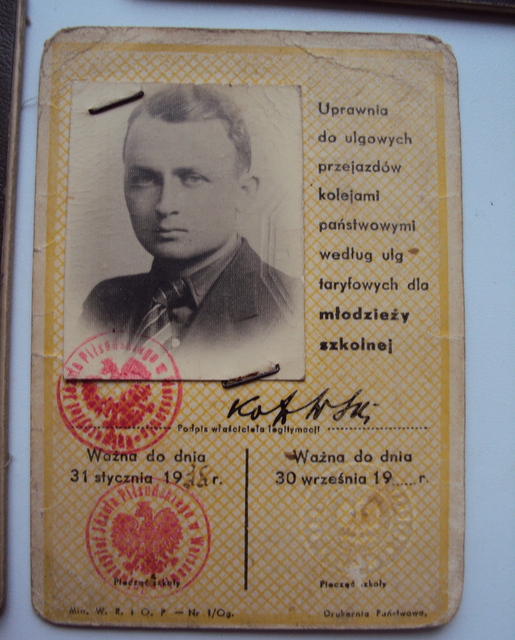 Uprawnia
do ulgowych
przejazdów
kolejami
państwowymi
według ulg
taryfowych dla
młodzieży
szkolnej
Podpis właściciela legitymacji
Ważna do dnia
31 stycznia 19 r.
Ważna do dnia
30 września 19......r.
Pieczęć szkoły
Pieczęć szkoły
Min. W. R. i O. P. — Nr I/Og.
Drukarnia Państwowa,